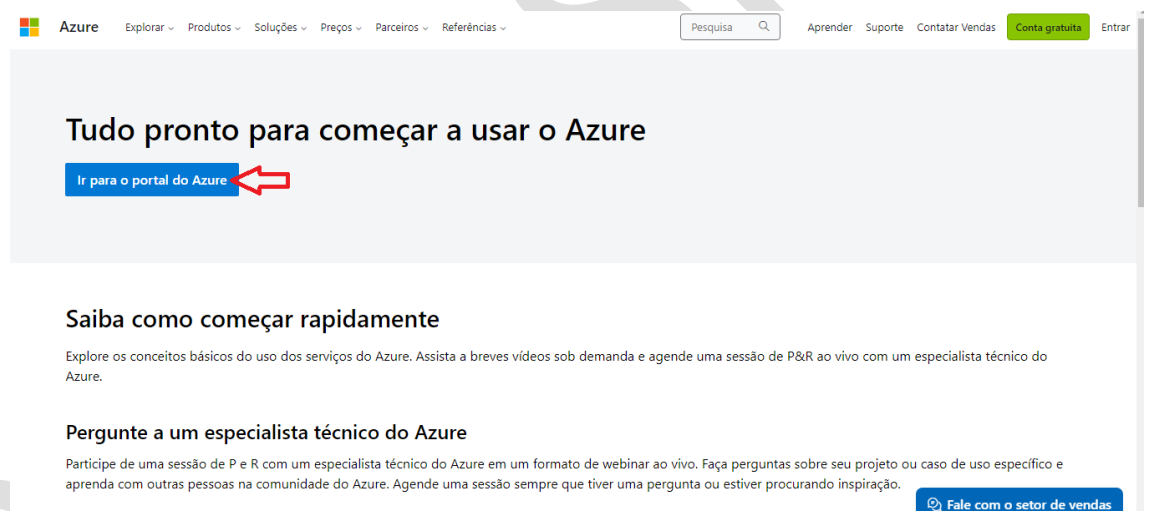 Azure Explorar Produtos Soluções Preços Parceiros Referências Pesquisa Aprender Suporte Contatar Vendas Conta gratuita Entrar
Tudo pronto para começar a usar o Azure
Ir para o portal do Azure
Saiba como começar rapidamente
Explore os conceitos básicos do uso dos serviços do Azure. Assista a breves vídeos sob demanda e agende uma sessão de P&R ao vivo com um especialista técnico do
Azure.
Pergunte a um especialista técnico do Azure
Participe de uma sessão de P e R com um especialista técnico do Azure em um formato de webinar ao vivo. Faça perguntas sobre seu projeto ou caso de uso específico e
aprenda com outras pessoas na comunidade do Azure. Agende uma sessão sempre que tiver uma pergunta ou estiver procurando inspiração.
Fale com o setor de vendas